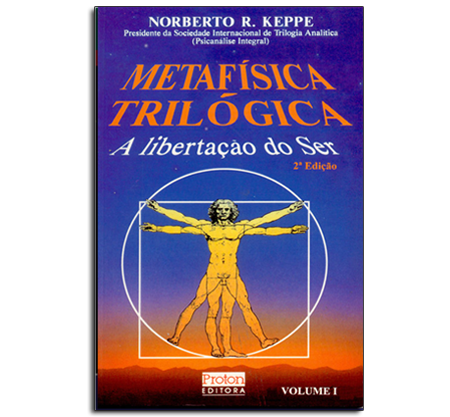 NORBERTO R. KEPPE
Presidente da Sociedade Internacional de Trilogia Analítica
(Psicanálise Integral)
METAFÍSICA
TRILÓGICA
A libertação do Ser
2ª Edição
Proton
EDITORA
VOLUME I